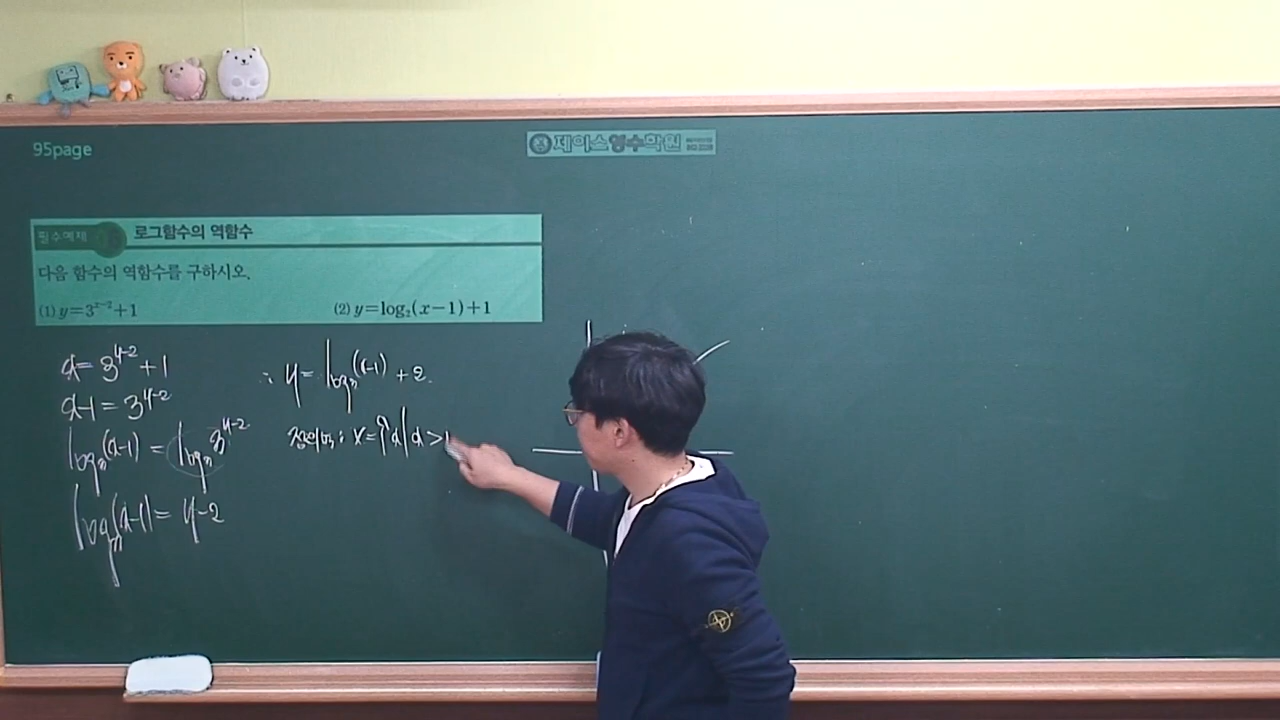 95page
제이스영수학원
필수예제
로그함수의 역함수
다음 함수의 역함수를 구하시오.
(1) y=3^{x-2}+1
(2) y=log₂(x-1)+1
x = 3^{y-2} + 1
x-1 = 3^{y-2}
log₃(x-1) = log₃3^{y-2}
log₃(x-1) = y-2
∴ y = log₃(x-1) + 2.
정의역: X = {x | x > 1